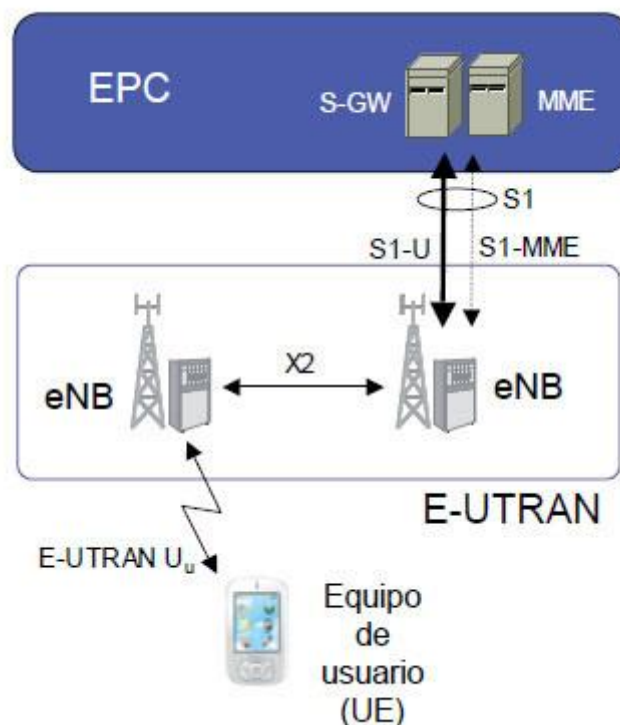 EPC
S-GW
MME
S1
S1-U
S1-MME
X2
eNB
eNB
E-UTRAN
E-UTRAN Uu
Equipo
de
usuario
(UE)